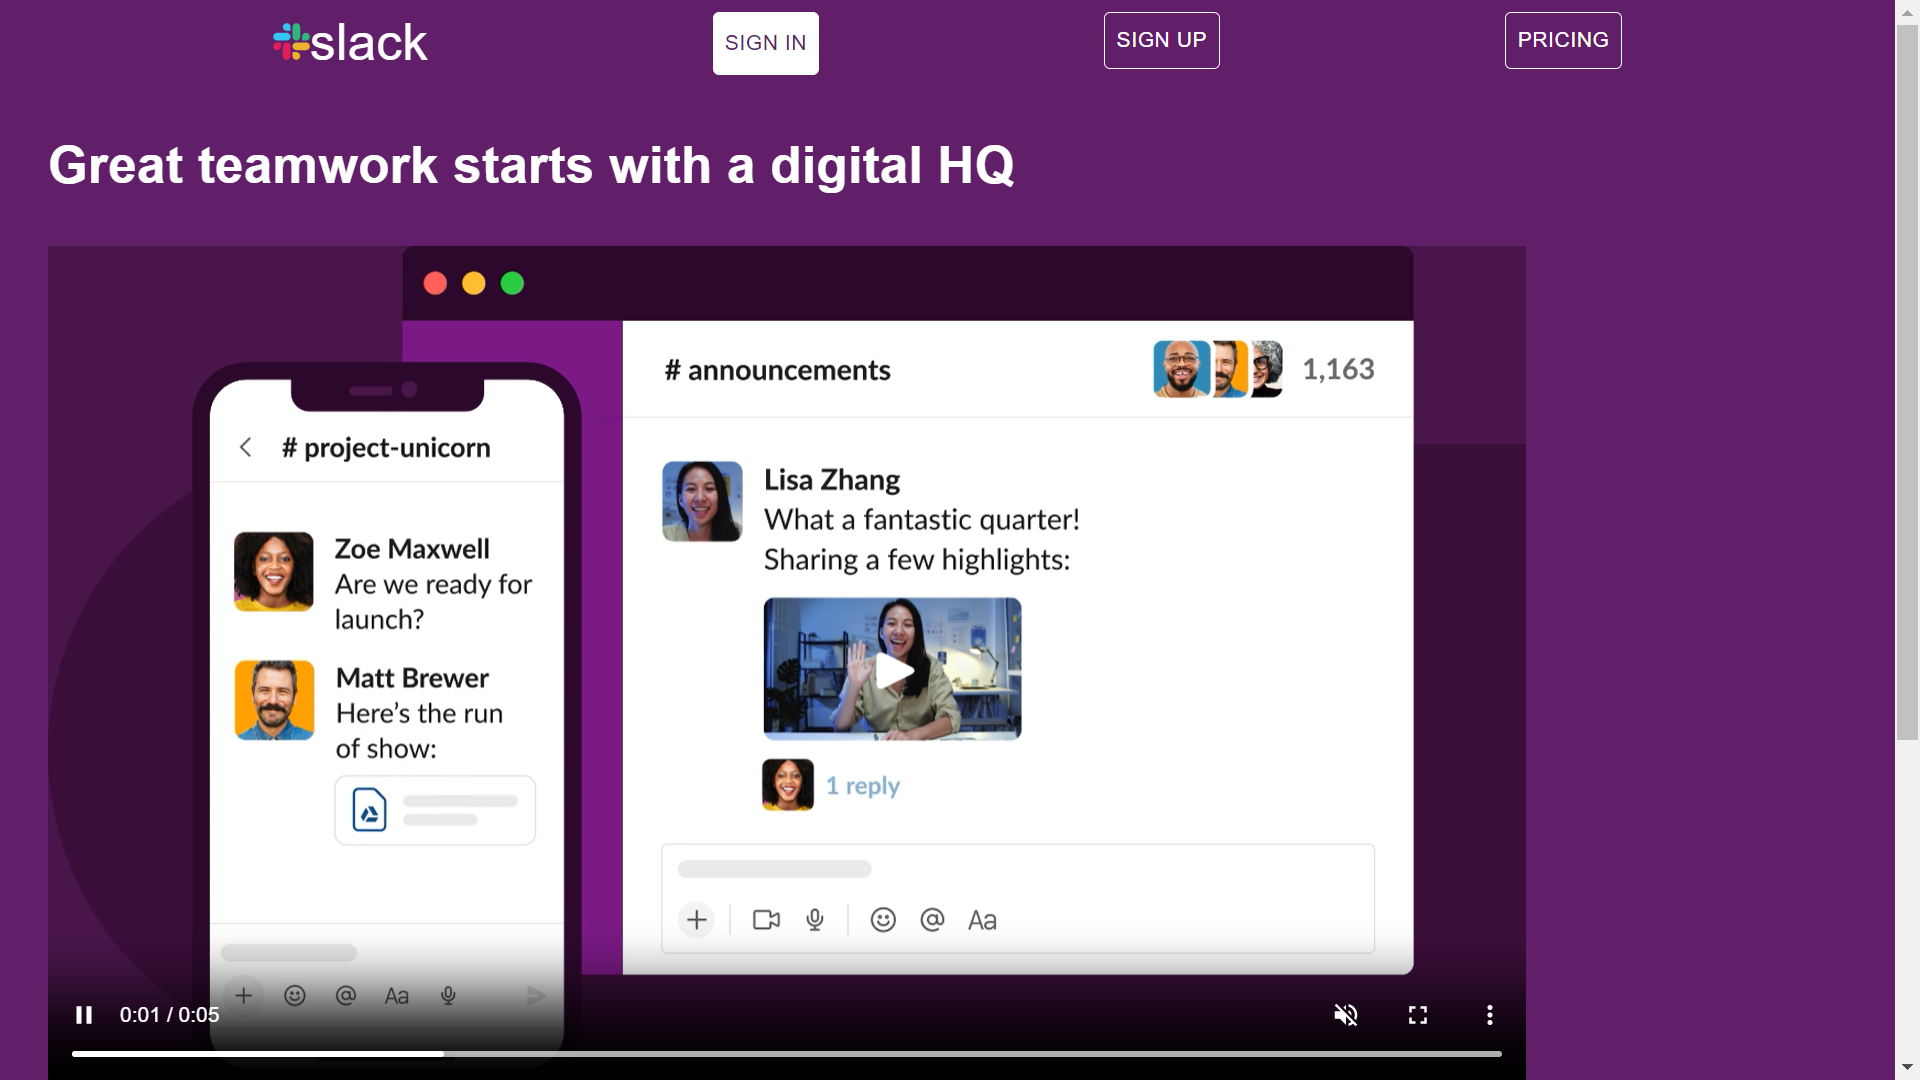 slack
SIGN IN
SIGN UP
PRICING
Great teamwork starts with a digital HQ
# announcements
1,163
# project-unicorn
Lisa Zhang
What a fantastic quarter!
Sharing a few highlights:
1 reply
Zoe Maxwell
Are we ready for
launch?
Matt Brewer
Here’s the run
of show:
@ Aa
@ Aa
0:01 / 0:05